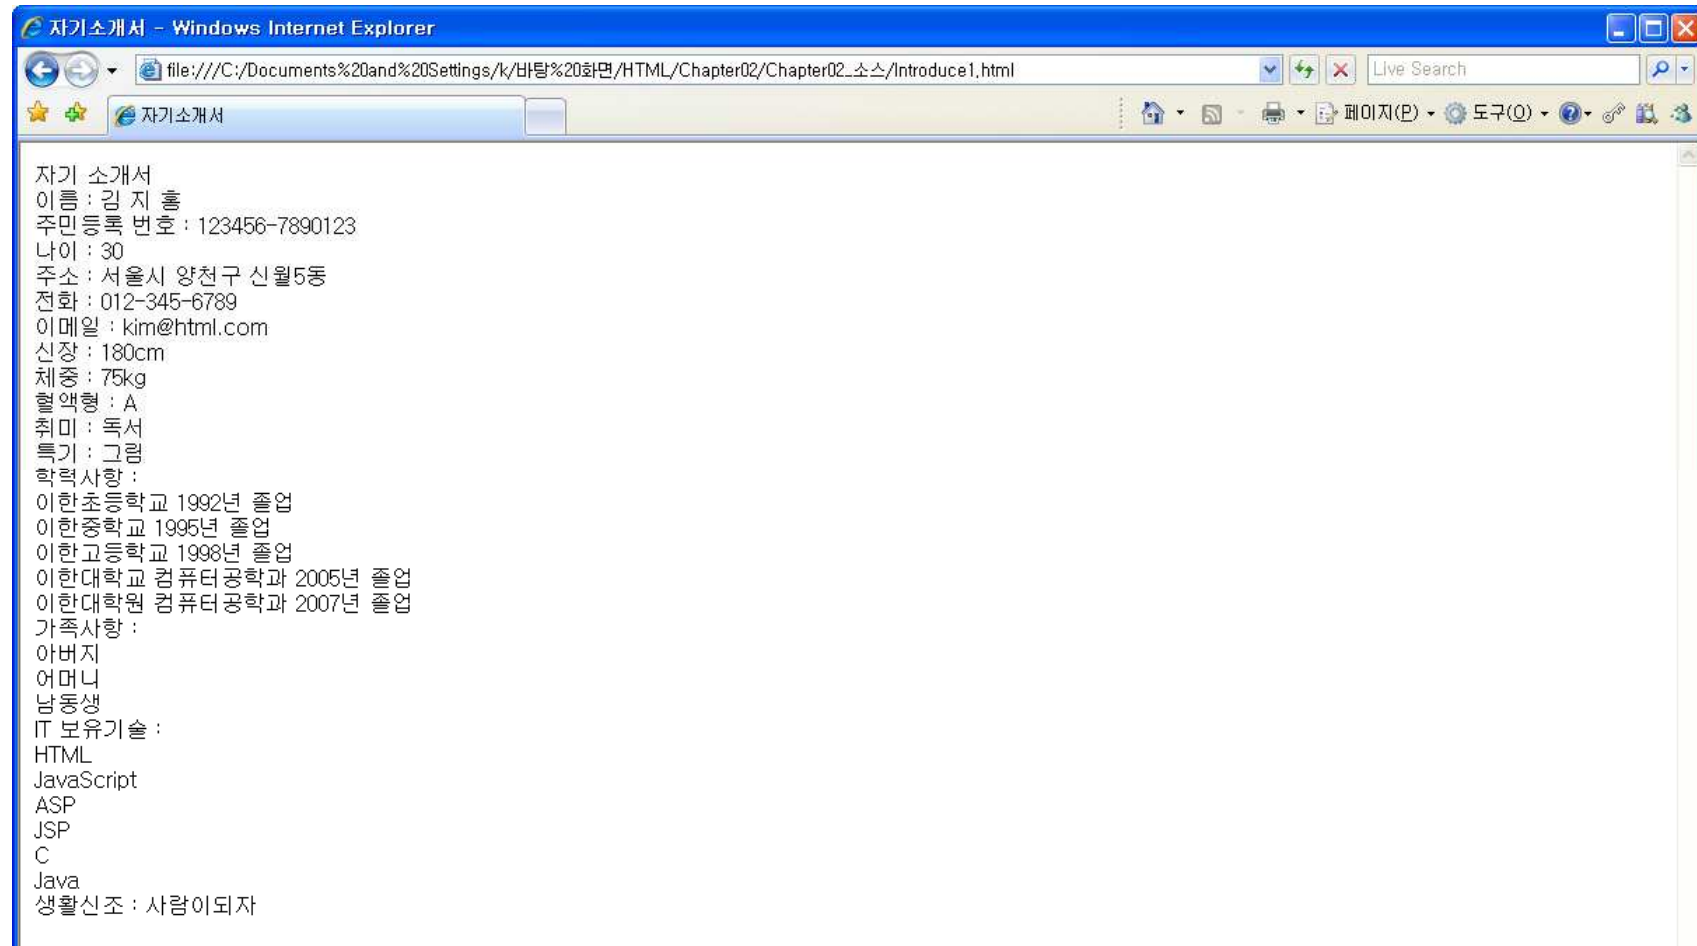 자기소개서 - Windows Internet Explorer
file:///C:/Documents%20and%20Settings/k/바탕%20화면/HTML/Chapter02/Chapter02_소스/Introduce1.html
Live Search
자기소개서
페이지(P)
도구(O)
자기 소개서
이름 : 김 지 홍
주민등록 번호 : 123456-7890123
나이 : 30
주소 : 서울시 양천구 신월5동
전화 : 012-345-6789
이메일 : kim@html.com
신장 : 180cm
체중 : 75kg
혈액형 : A
취미 : 독서
특기 : 그림
학력사항 :
이한초등학교 1992년 졸업
이한중학교 1995년 졸업
이한고등학교 1998년 졸업
이한대학교 컴퓨터공학과 2005년 졸업
이한대학원 컴퓨터공학과 2007년 졸업
가족사항 :
아버지
어머니
남동생
IT 보유기술 :
HTML
JavaScript
ASP
JSP
C
Java
생활신조 : 사람이되자